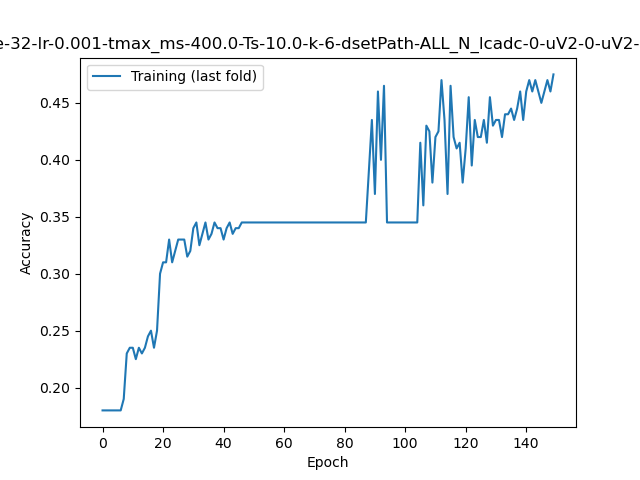 e-32-lr-0.001-tmax_ms-400.0-Ts-10.0-k-6-dsetPath-ALL_N_lcadc-0-uV2-0-uV2-
Training (last fold)
Accuracy
0.45
0.40
0.35
0.30
0.25
0.20
0 20 40 60 80 100 120 140
Epoch